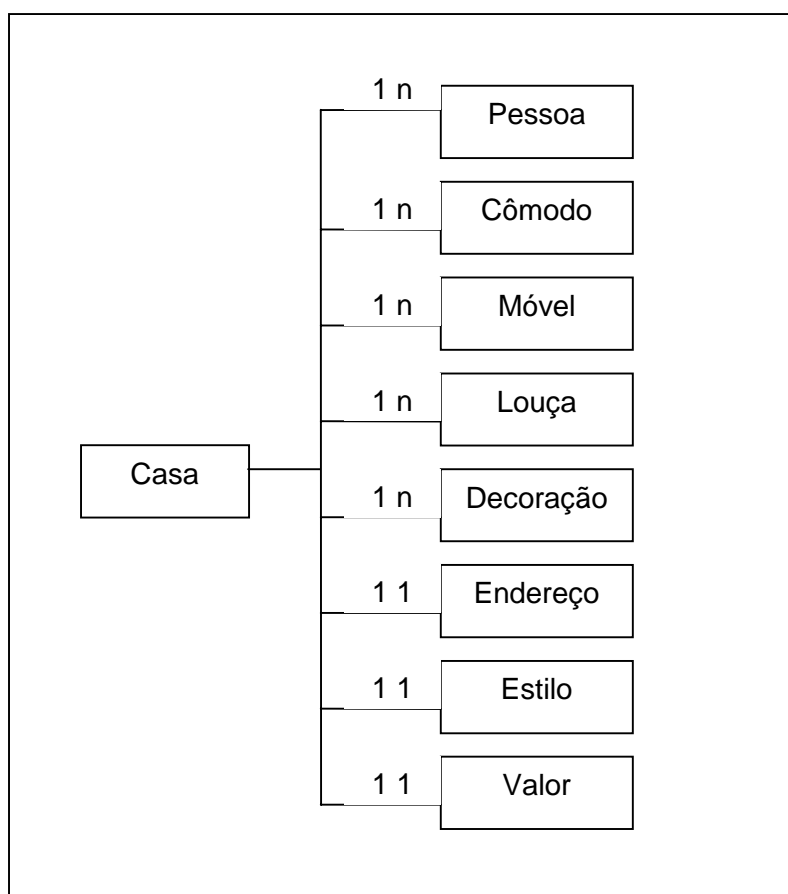 1 n
Pessoa
1 n
Cômodo
1 n
Móvel
1 n
Louça
Casa
1 n
Decoração
1 1
Endereço
1 1
Estilo
1 1
Valor